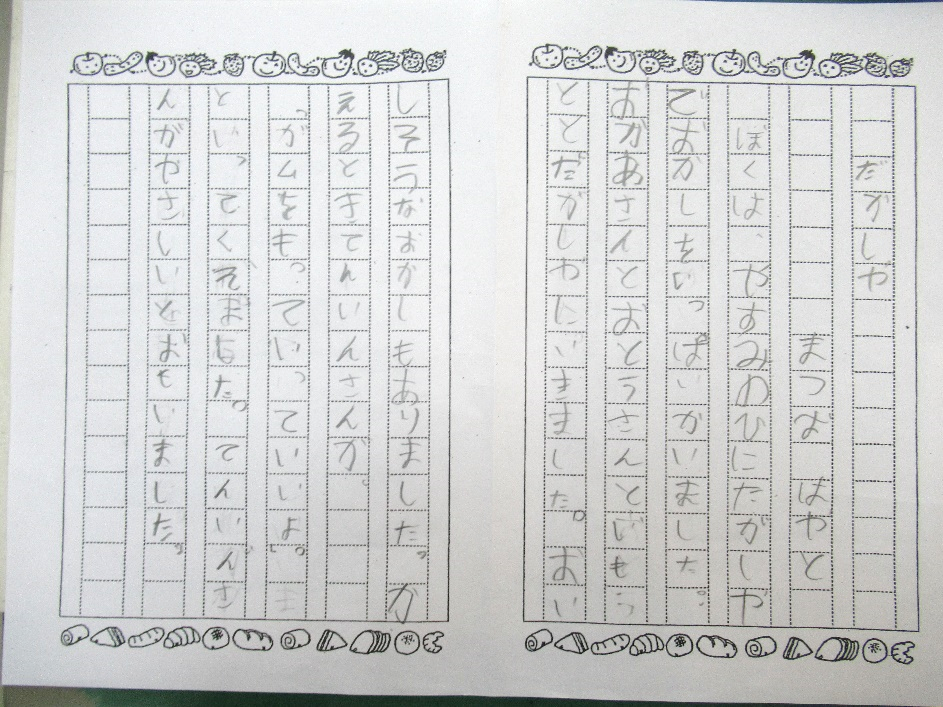 だがしや
まつお　はやと
ぼくは、やすみのひにだがしや
でおかしをいっぱいかいました。
おかあさんとおとうさんといもう
ととだがしやにいきました。おい
しそうなおかしもありました。か
えるときてんいんさんが、
「ガムをもっていっていいよ。」
といってくれました。てんいんさ
んがやさしいとおもいました。